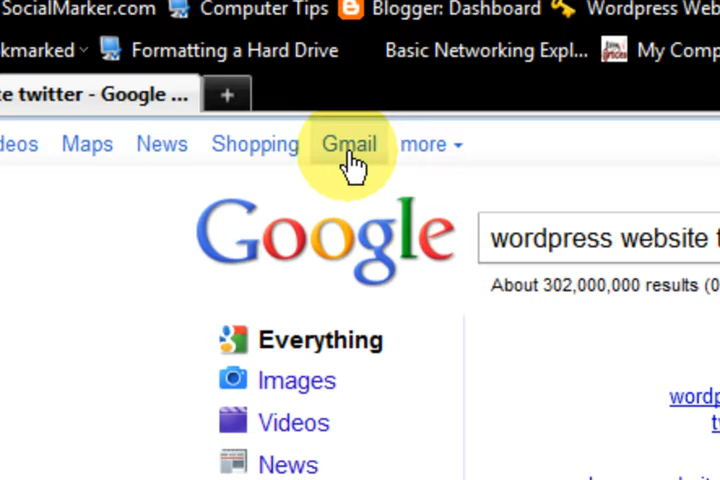 SocialMarker.com Computer Tips Blogger: Dashboard Wordpress Web
kmarked Formatting a Hard Drive Basic Networking Expl... My Comp
te twitter - Google ... +
deos Maps News Shopping Gmail more
Google wordpress website t
About 302,000,000 results (0
Everything
Images
wordp
Videos
tw
News